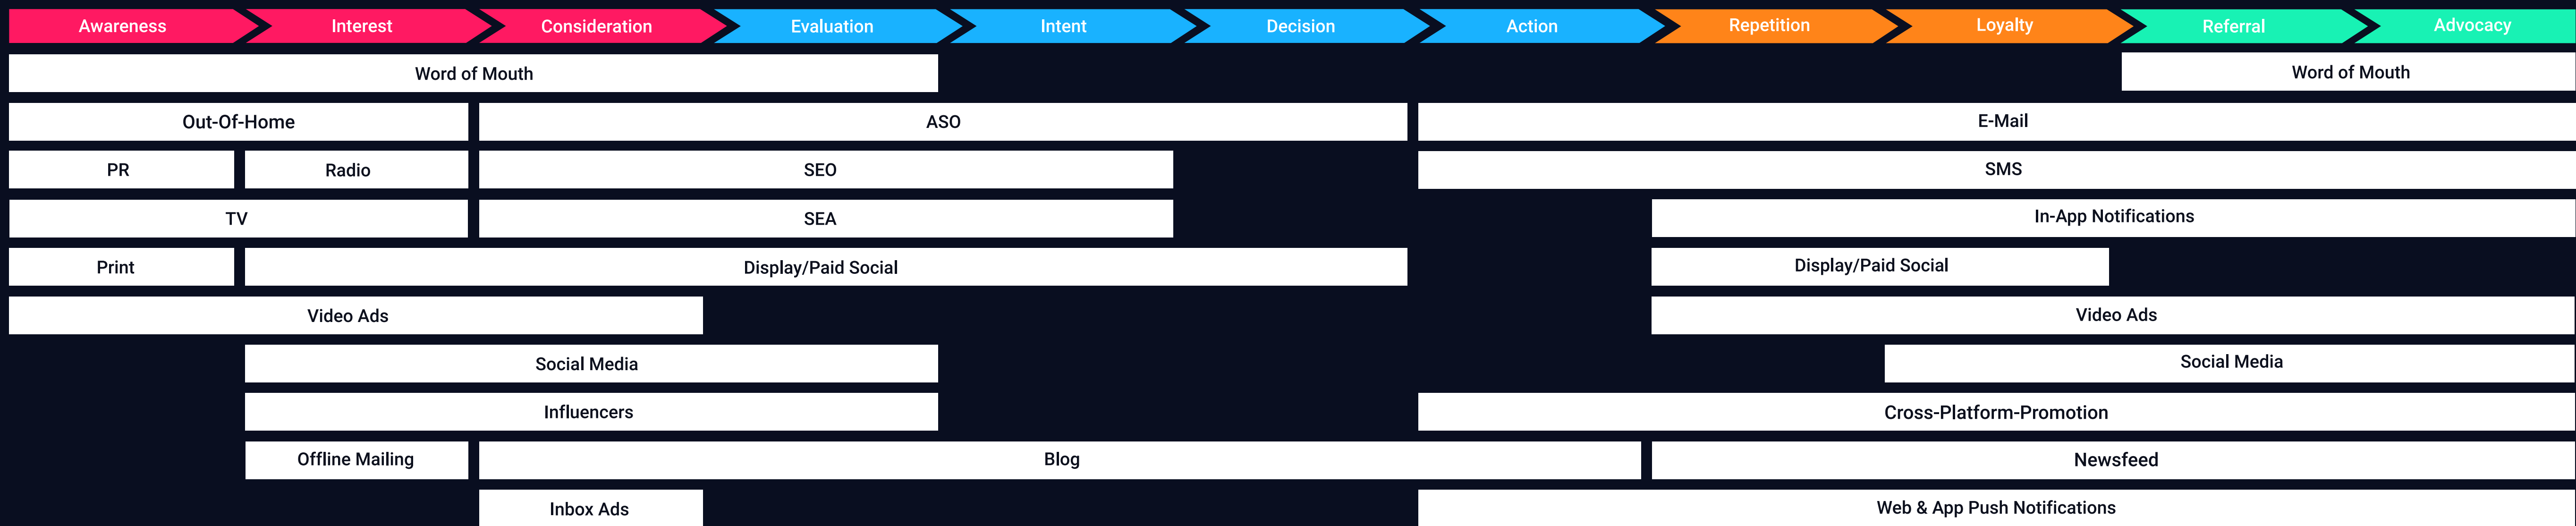 Awareness Interest Consideration Evaluation Intent Decision Action Repetition Loyalty Referral Advocacy
Word of Mouth Word of Mouth
Out-Of-Home ASO E-Mail
PR Radio SEO SMS
TV SEA In-App Notifications
Print Display/Paid Social Display/Paid Social
Video Ads Video Ads
Social Media Social Media
Influencers Cross-Platform-Promotion
Offline Mailing Blog Newsfeed
Inbox Ads Web & App Push Notifications